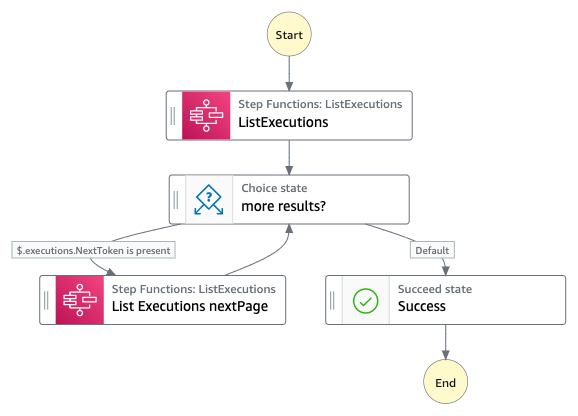 Start
Step Functions: ListExecutions
ListExecutions
Choice state
more results?
$.executions.NextToken is present
Default
Step Functions: ListExecutions
List Executions nextPage
Succeed state
Success
End